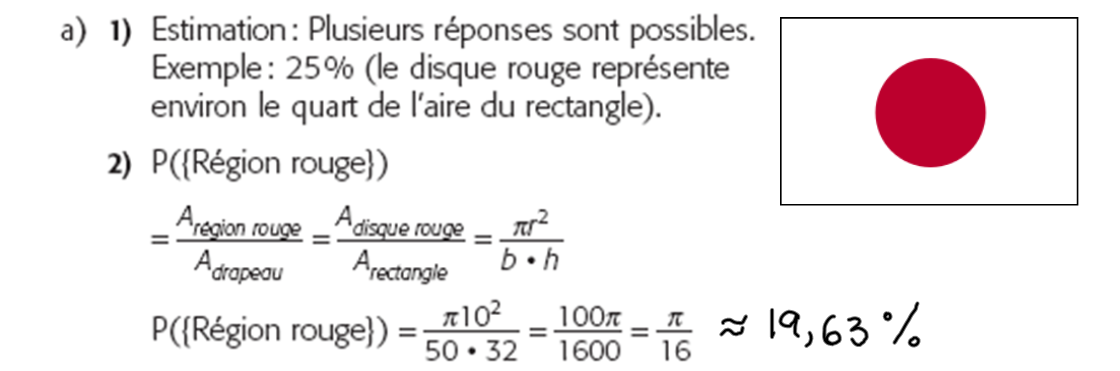 a) 1) Estimation : Plusieurs réponses sont possibles.
Exemple : 25 % (le disque rouge représente
environ le quart de l'aire du rectangle).
2) P({Région rouge})
= A_région rouge / A_drapeau = A_disque rouge / A_rectangle = πr² / b • h
P({Région rouge}) = π10² / 50 • 32 = 100π / 1600 = π / 16 ≈ 19,63 %